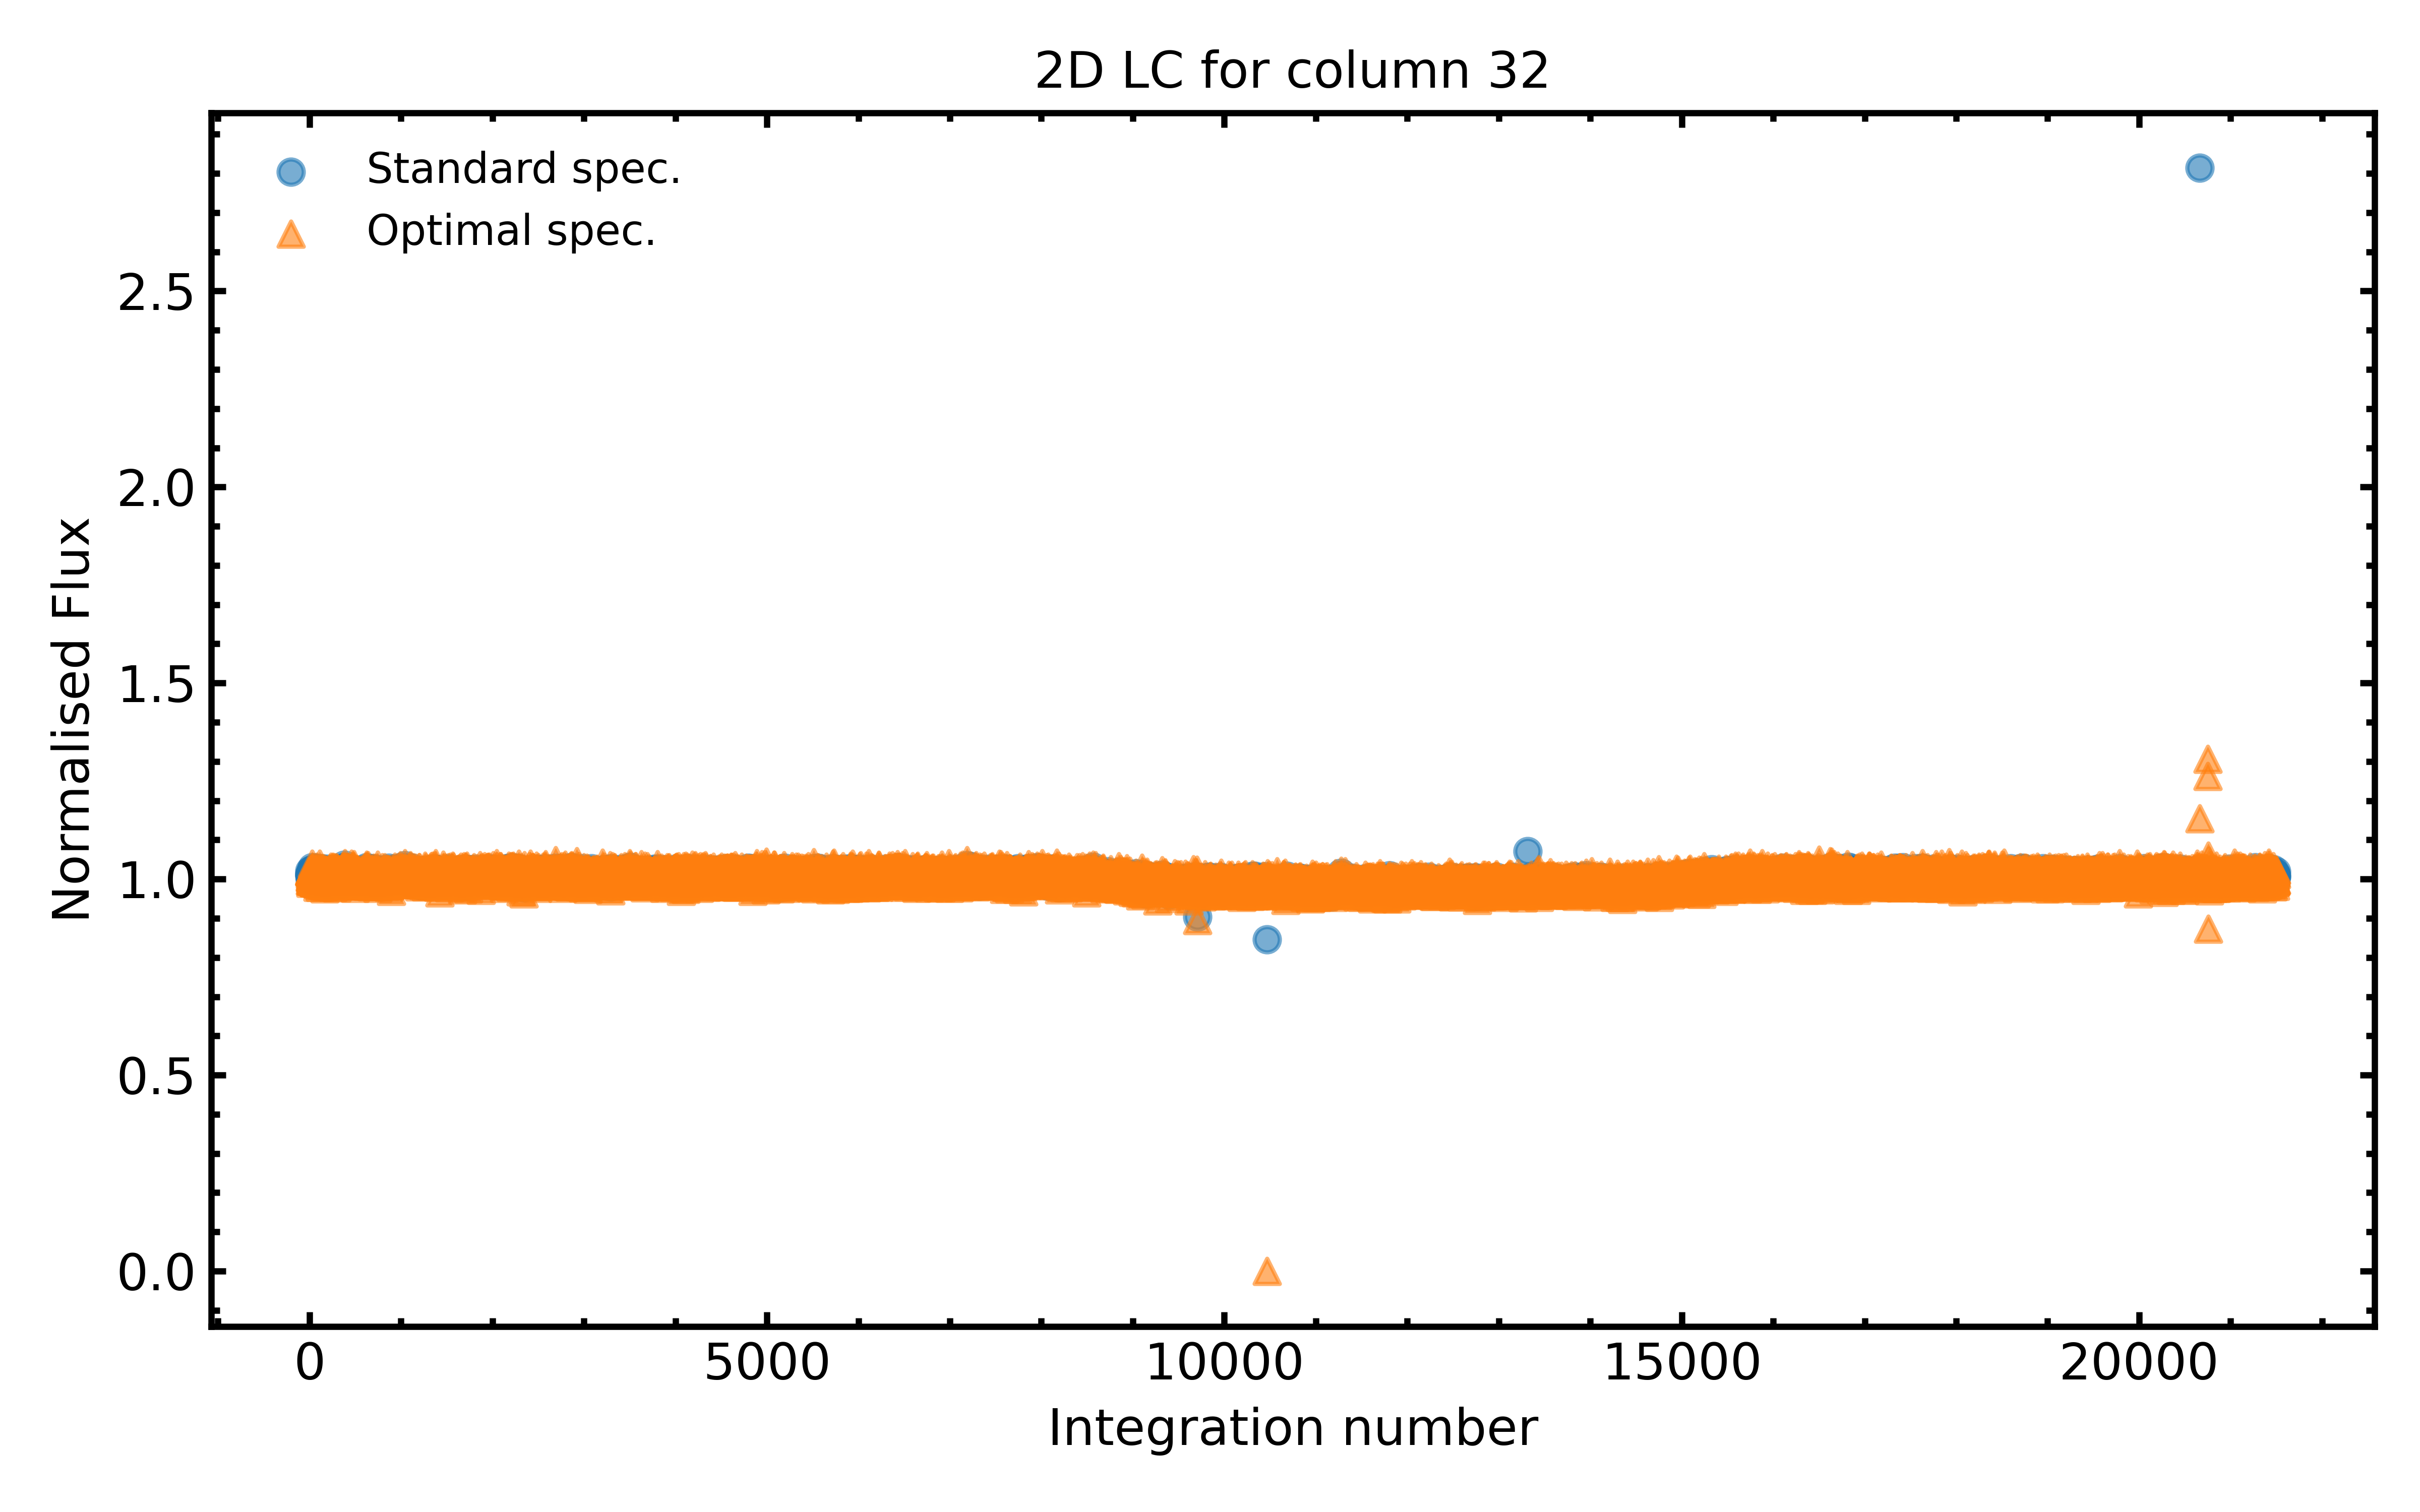 2D LC for column 32
Standard spec.
Optimal spec.
Normalised Flux
2.5
2.0
1.5
1.0
0.5
0.0
0 5000 10000 15000 20000
Integration number